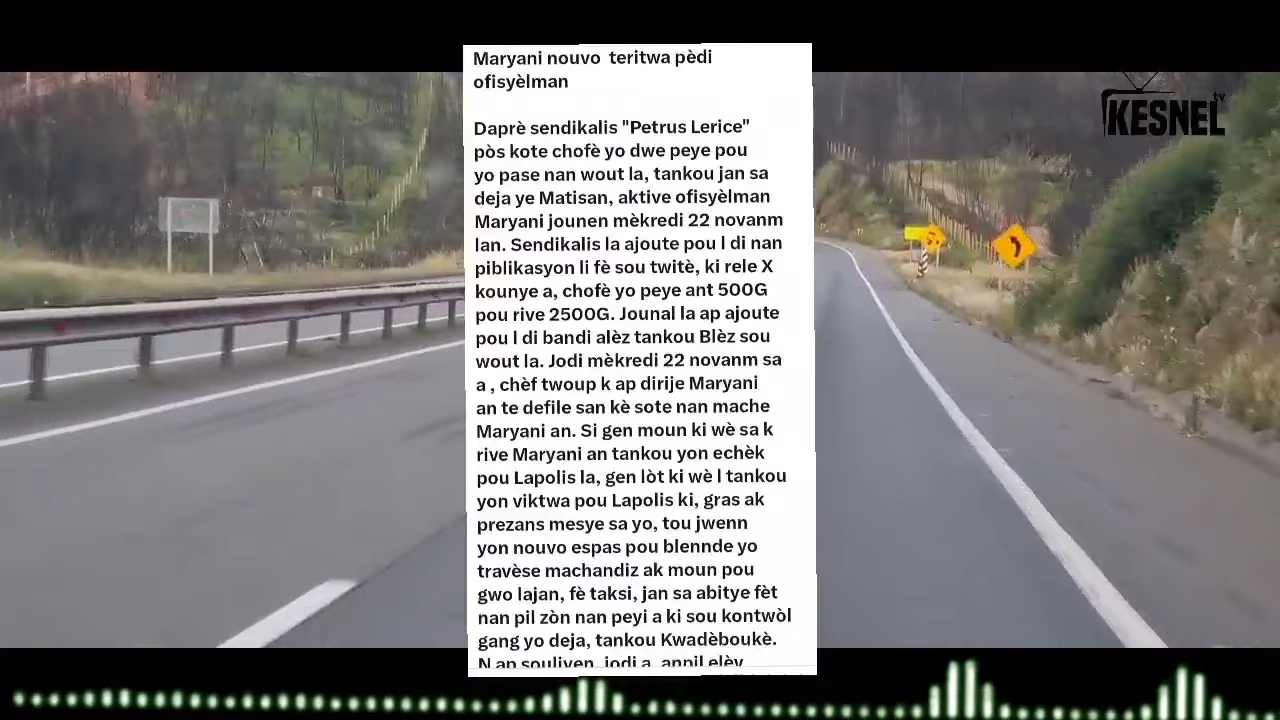 Maryani nouvo teritwa pèdi
ofisyèlman
Daprè sendikalis "Petrus Lerice"
pòs kote chofè yo dwe peye pou
yo pase nan wout la, tankou jan sa
deja ye Matisan, aktive ofisyèlman
Maryani jounen mèkredi 22 novanm
lan. Sendikalis la ajoute pou l di nan
piblikasyon li fè sou twitè, ki rele X
kounye a, chofè yo peye ant 500G
pou rive 2500G. Jounal la ap ajoute
pou l di bandi alèz tankou Blèz sou
wout la. Jodi mèkredi 22 novanm sa
a , chèf twoup k ap dirije Maryani
an te defile san kè sote nan mache
Maryani an. Si gen moun ki wè sa k
rive Maryani an tankou yon echèk
pou Lapolis la, gen lòt ki wè l tankou
yon viktwa pou Lapolis ki, gras ak
prezans mesye sa yo, tou jwenn
yon nouvo espas pou blennde yo
travèse machandiz ak moun pou
gwo lajan, fè taksi, jan sa abitye fèt
nan pil zòn nan peyi a ki sou kontwòl
gang yo deja, tankou Kwadèboukè.
N ap souliyen, jodi a, anpil elèv
KESNEL tv